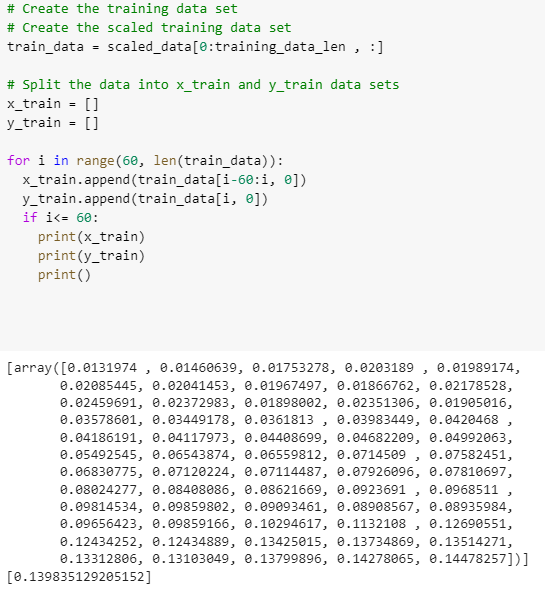 # Create the training data set
# Create the scaled training data set
train_data = scaled_data[0:training_data_len , :]
# Split the data into x_train and y_train data sets
x_train = []
y_train = []
for i in range(60, len(train_data)):
  x_train.append(train_data[i-60:i, 0])
  y_train.append(train_data[i, 0])
  if i<= 60:
    print(x_train)
    print(y_train)
    print()
[array([0.0131974 , 0.01460639, 0.01753278, 0.0203189 , 0.01989174,
       0.02085445, 0.02041453, 0.01967497, 0.01866762, 0.02178528,
       0.02459691, 0.02372983, 0.01898002, 0.02351306, 0.01905016,
       0.03578601, 0.03449178, 0.0361813 , 0.03983449, 0.0420468 ,
       0.04186191, 0.04117973, 0.04408699, 0.04682209, 0.04992063,
       0.05492545, 0.06543874, 0.06559812, 0.0714509 , 0.07582451,
       0.06830775, 0.07120224, 0.07114487, 0.07926096, 0.07810697,
       0.08024277, 0.08408086, 0.08621669, 0.0923691 , 0.0968511 ,
       0.09814534, 0.09859802, 0.09093461, 0.08908567, 0.08935984,
       0.09656423, 0.09859166, 0.10294617, 0.1132108 , 0.12690551,
       0.12434252, 0.12434889, 0.13425015, 0.13734869, 0.13514271,
       0.13312806, 0.13103049, 0.13799896, 0.14278065, 0.14478257])]
[0.139835129205152]